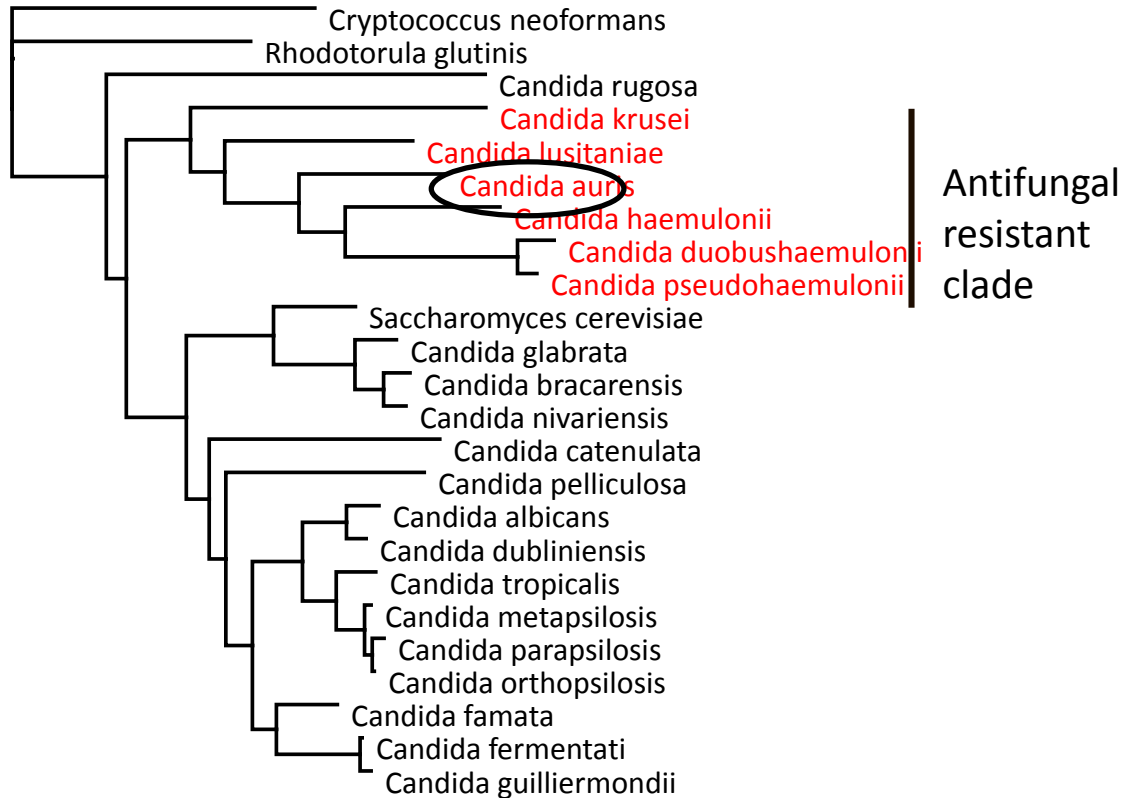 Cryptococcus neoformans
Rhodotorula glutinis
Candida rugosa
Candida krusei
Candida lusitaniae
Candida auris
Candida haemulonii
Candida duobushaemulonii
Candida pseudohaemulonii
Antifungal
resistant
clade
Saccharomyces cerevisiae
Candida glabrata
Candida bracarensis
Candida nivariensis
Candida catenulata
Candida pelliculosa
Candida albicans
Candida dubliniensis
Candida tropicalis
Candida metapsilosis
Candida parapsilosis
Candida orthopsilosis
Candida famata
Candida fermentati
Candida guilliermondii